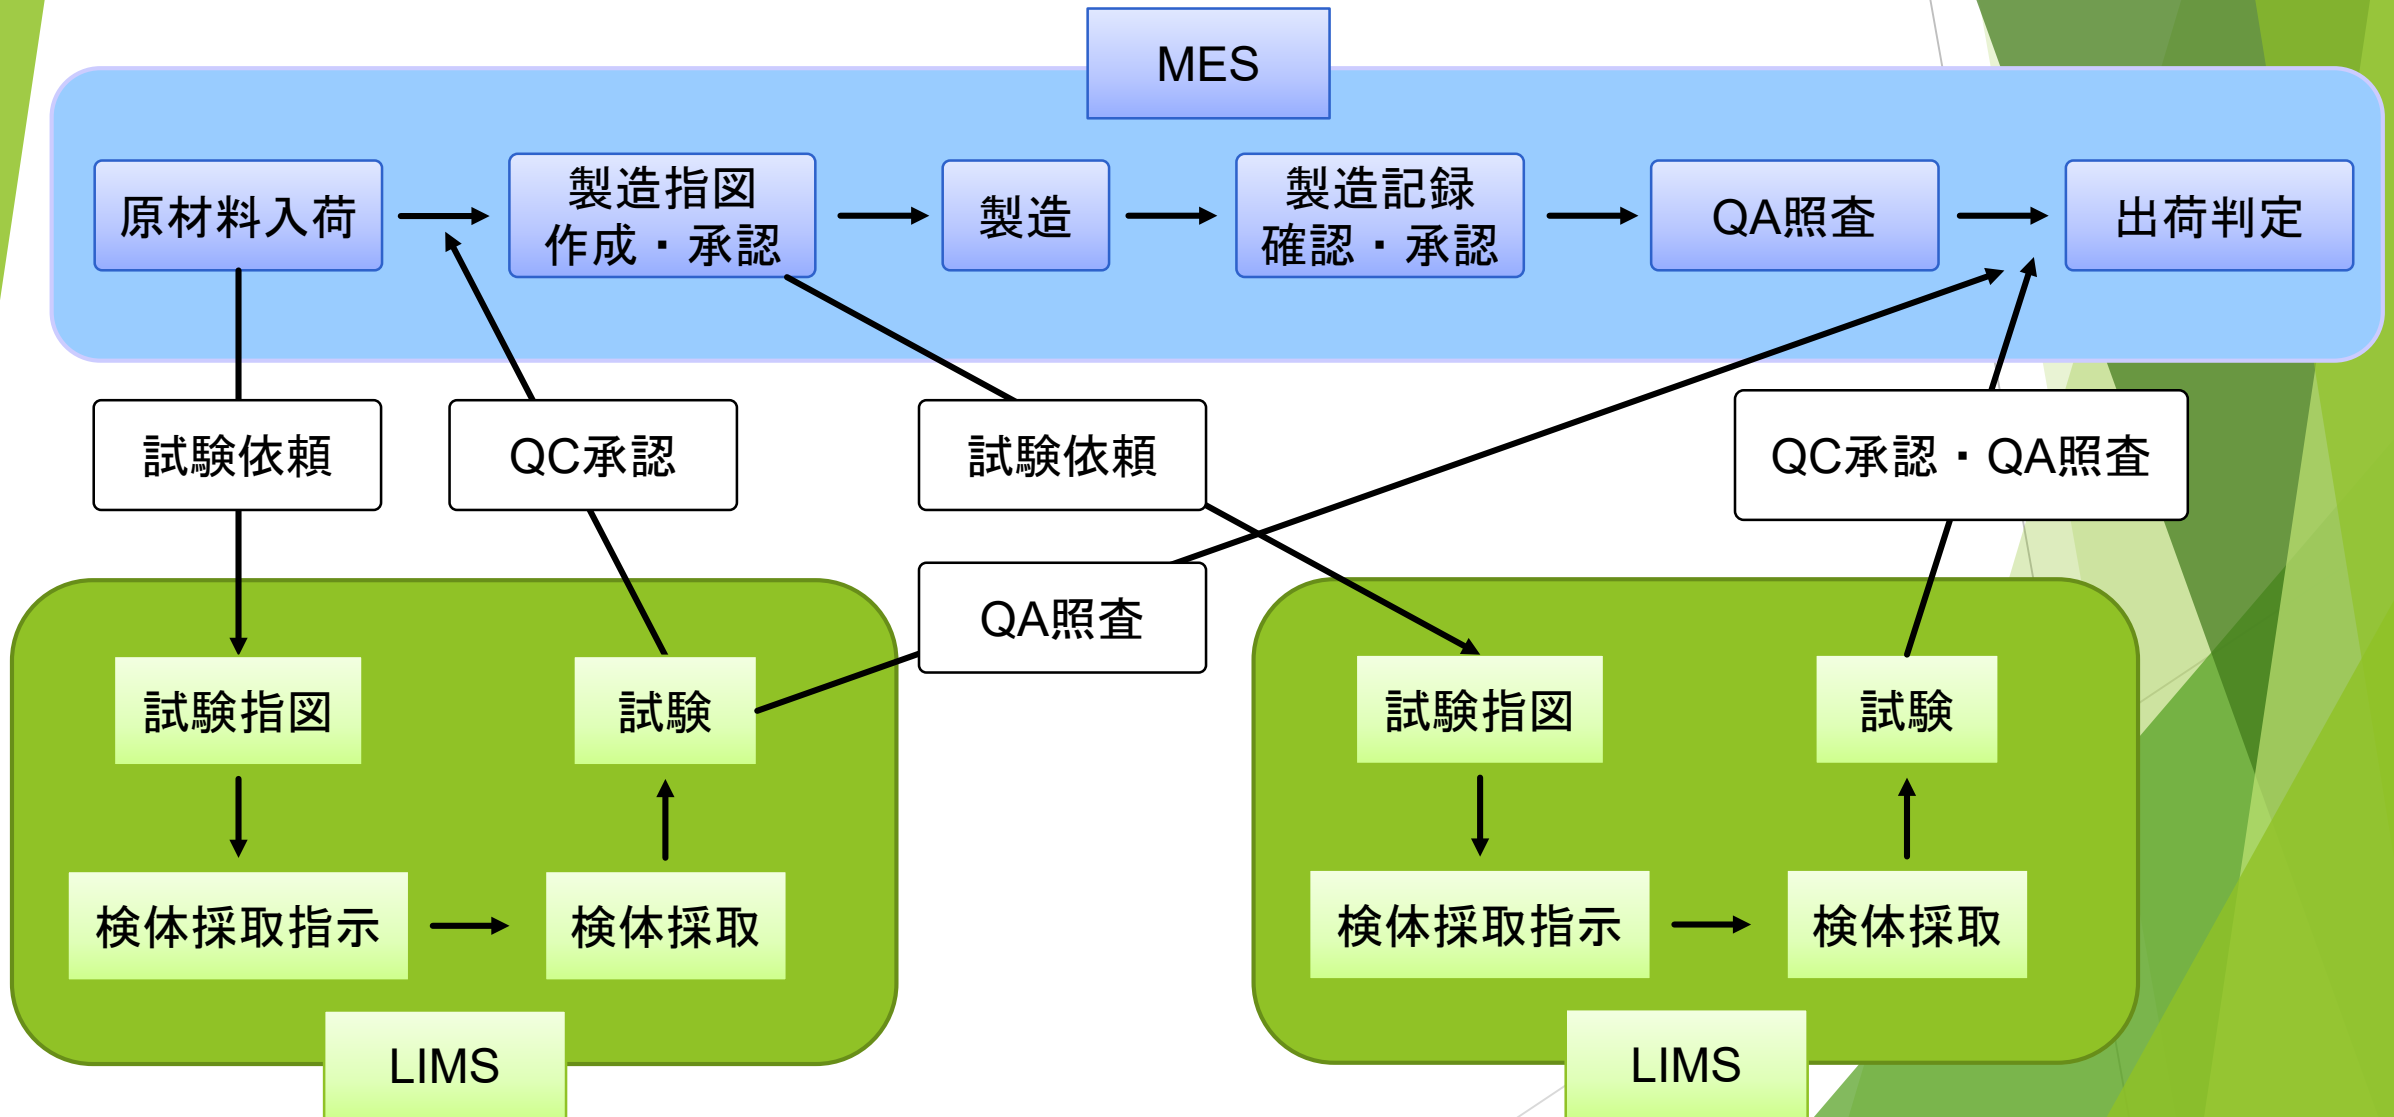 MES
原材料入荷
製造指図
作成・承認
製造
製造記録
確認・承認
QA照査
出荷判定
試験依頼
QC承認
試験依頼
QC承認・QA照査
QA照査
試験指図
試験
検体採取指示
検体採取
LIMS
試験指図
試験
検体採取指示
検体採取
LIMS